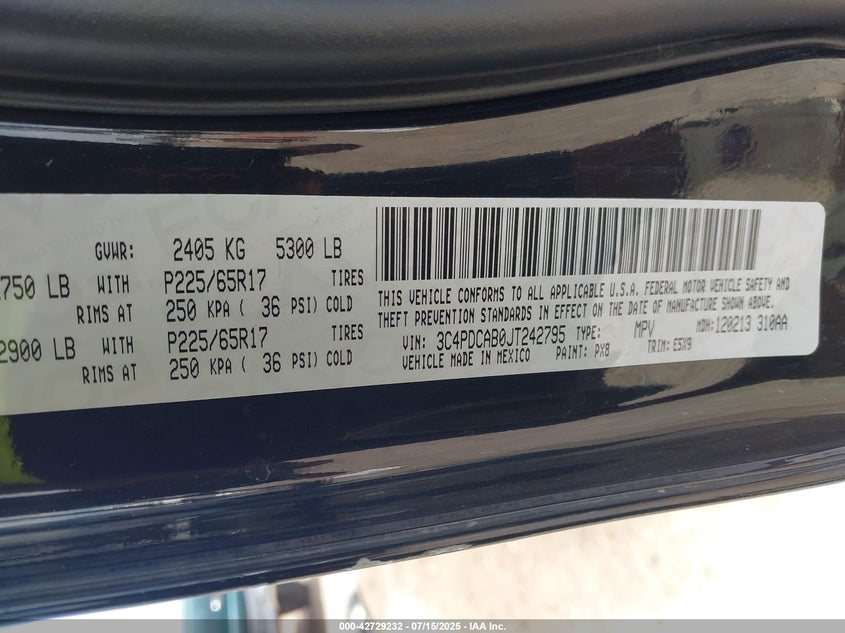 GVWR: 2405 KG 5300 LB
750 LB WITH P225/65R17 TIRES
RIMS AT 250 KPA ( 36 PSI) COLD
2900 LB WITH P225/65R17 TIRES
RIMS AT 250 KPA ( 36 PSI) COLD
THIS VEHICLE CONFORMS TO ALL APPLICABLE U.S.A. FEDERAL MOTOR VEHICLE SAFETY AND
THEFT PREVENTION STANDARDS IN EFFECT ON THE DATE OF MANUFACTURE SHOWN ABOVE.
VIN: 3C4PDCAB0JT242795 TYPE: MPV MDH: 120213 310AA
VEHICLE MADE IN MEXICO PAINT: PX8 TRIM: E5X9
000-42729232 - 07/15/2025 - IAA Inc.